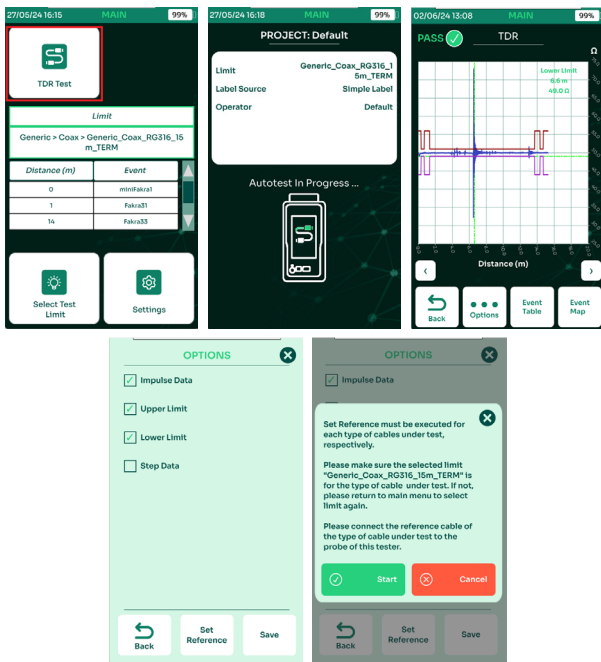 27/05/24 16:15 MAIN 99%
TDR Test
Limit
Generic > Coax > Generic_Coax_RG316_15
m_TERM
Distance (m) Event
0 miniFakra1
1 Fakra31
14 Fakra33
Select Test
Limit
Settings
27/05/24 16:18 MAIN 99%
PROJECT: Default
Limit Generic_Coax_RG316_1
5m_TERM
Label Source Simple Label
Operator Default
Autotest In Progress ...
02/06/24 13:08 MAIN 99%
PASS TDR
Ω
Lower Limit
6.6 m
49.0 Ω
Distance (m)
‹ ›
Back
Options
Event
Table
Event
Map
OPTIONS
Impulse Data
Upper Limit
Lower Limit
Step Data
Back
Set
Reference
Save
OPTIONS
Impulse Data
Set Reference must be executed for
each type of cables under test,
respectively.
Please make sure the selected limit
"Generic_Coax_RG316_15m_TERM" is
for the type of cable under test. If not,
please return to main menu to select
limit again.
Please connect the reference cable of
the type of cable under test to the
probe of this tester.
Start
Cancel
Back
Set
Reference
Save